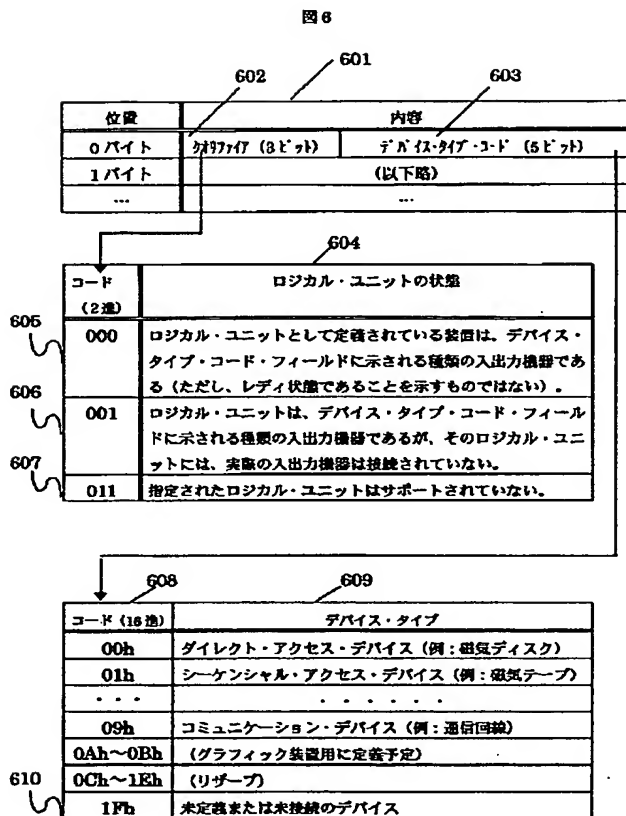 図6
601
602
603
位置 内容
0バイト クオリファイア (3ビット) デバイス・タイプ・コード (5ビット)
1バイト (以下略)
… …
604
コード ロジカル・ユニットの状態
(2進)
605
000 ロジカル・ユニットとして定義されている装置は、デバイス・
タイプ・コード・フィールドに示される種類の入出力機器であ
る(ただし、レディ状態であることを示すものではない)。
606
001 ロジカル・ユニットは、デバイス・タイプ・コード・フィール
ドに示される種類の入出力機器であるが、そのロジカル・ユニ
ットには、実際の入出力機器は接続されていない。
607
011 指定されたロジカル・ユニットはサポートされていない。
608
609
コード (16進) デバイス・タイプ
00h ダイレクト・アクセス・デバイス (例:磁気ディスク)
01h シーケンシャル・アクセス・デバイス (例:磁気テープ)
・・・ ・・・・・・
09h コミュニケーション・デバイス (例:通信回線)
0Ah~0Bh (グラフィック装置用に定義予定)
0Ch~1Eh (リザーブ)
610
1Fh 未定義または未接続のデバイス